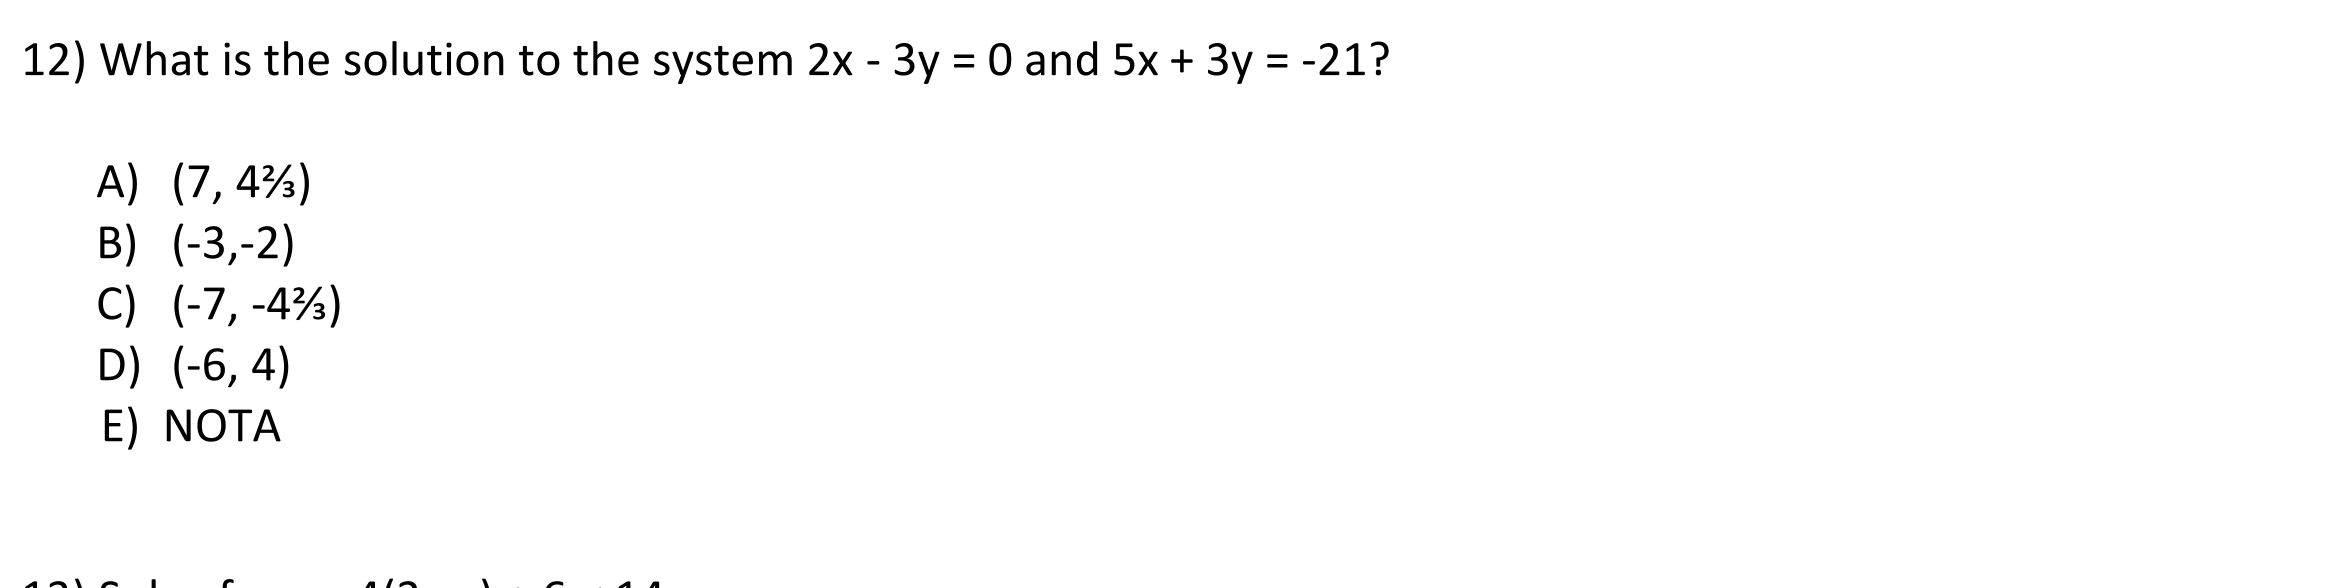 12) What is the solution to the system 2x - 3y = 0 and 5x + 3y = -21?
A) (7, 4⅔)
B) (-3,-2)
C) (-7, -4⅔)
D) (-6, 4)
E) NOTA